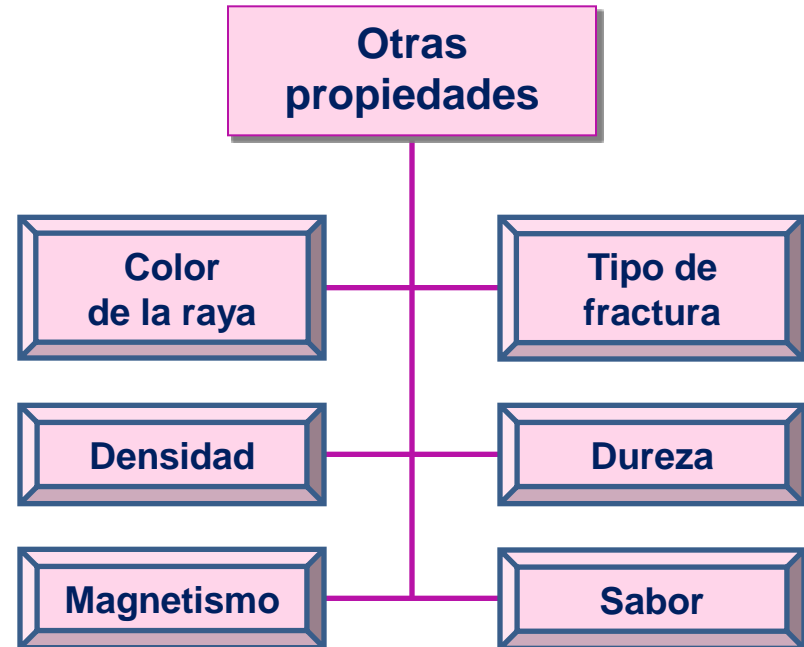 Otras
propiedades
Color
de la raya
Tipo de
fractura
Densidad
Dureza
Magnetismo
Sabor